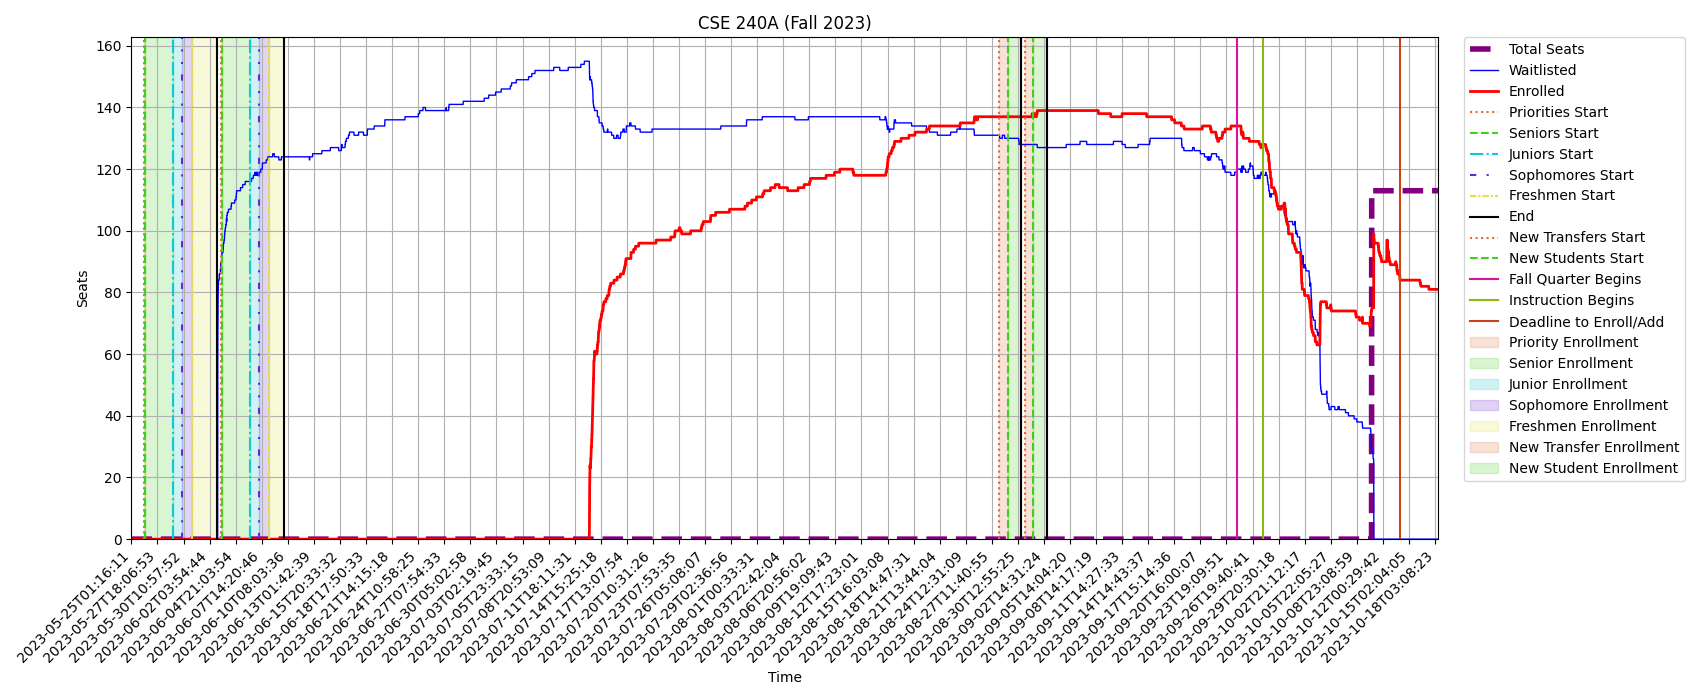 CSE 240A (Fall 2023)
160
140
120
100
80
60
40
20
0
Seats
2023-05-25T01:16:11
2023-05-27T18:06:53
2023-05-30T10:57:52
2023-06-02T03:54:44
2023-06-04T21:03:54
2023-06-07T14:20:46
2023-06-10T08:03:36
2023-06-13T01:42:39
2023-06-15T20:33:32
2023-06-18T17:50:33
2023-06-21T14:15:18
2023-06-24T10:58:25
2023-06-27T07:54:33
2023-06-30T05:02:58
2023-07-03T02:19:45
2023-07-05T23:33:15
2023-07-08T20:53:09
2023-07-11T18:11:31
2023-07-14T15:25:18
2023-07-17T13:07:54
2023-07-20T10:31:26
2023-07-23T07:53:35
2023-07-26T05:08:07
2023-07-29T02:36:56
2023-08-01T00:33:31
2023-08-03T22:42:04
2023-08-06T20:56:02
2023-08-09T19:09:43
2023-08-12T17:23:01
2023-08-15T16:03:08
2023-08-18T14:47:31
2023-08-21T13:44:04
2023-08-24T12:31:09
2023-08-27T11:40:55
2023-08-30T12:55:23
2023-09-02T14:31:24
2023-09-05T14:04:20
2023-09-08T14:17:19
2023-09-11T14:27:33
2023-09-14T14:43:37
2023-09-17T15:14:36
2023-09-20T16:00:07
2023-09-23T19:09:51
2023-09-26T19:40:41
2023-09-29T20:30:18
2023-10-02T21:12:17
2023-10-05T22:05:27
2023-10-08T23:08:59
2023-10-12T00:29:42
2023-10-15T02:04:05
2023-10-18T03:08:23
Time
Total Seats
Waitlisted
Enrolled
Priorities Start
Seniors Start
Juniors Start
Sophomores Start
Freshmen Start
End
New Transfers Start
New Students Start
Fall Quarter Begins
Instruction Begins
Deadline to Enroll/Add
Priority Enrollment
Senior Enrollment
Junior Enrollment
Sophomore Enrollment
Freshmen Enrollment
New Transfer Enrollment
New Student Enrollment